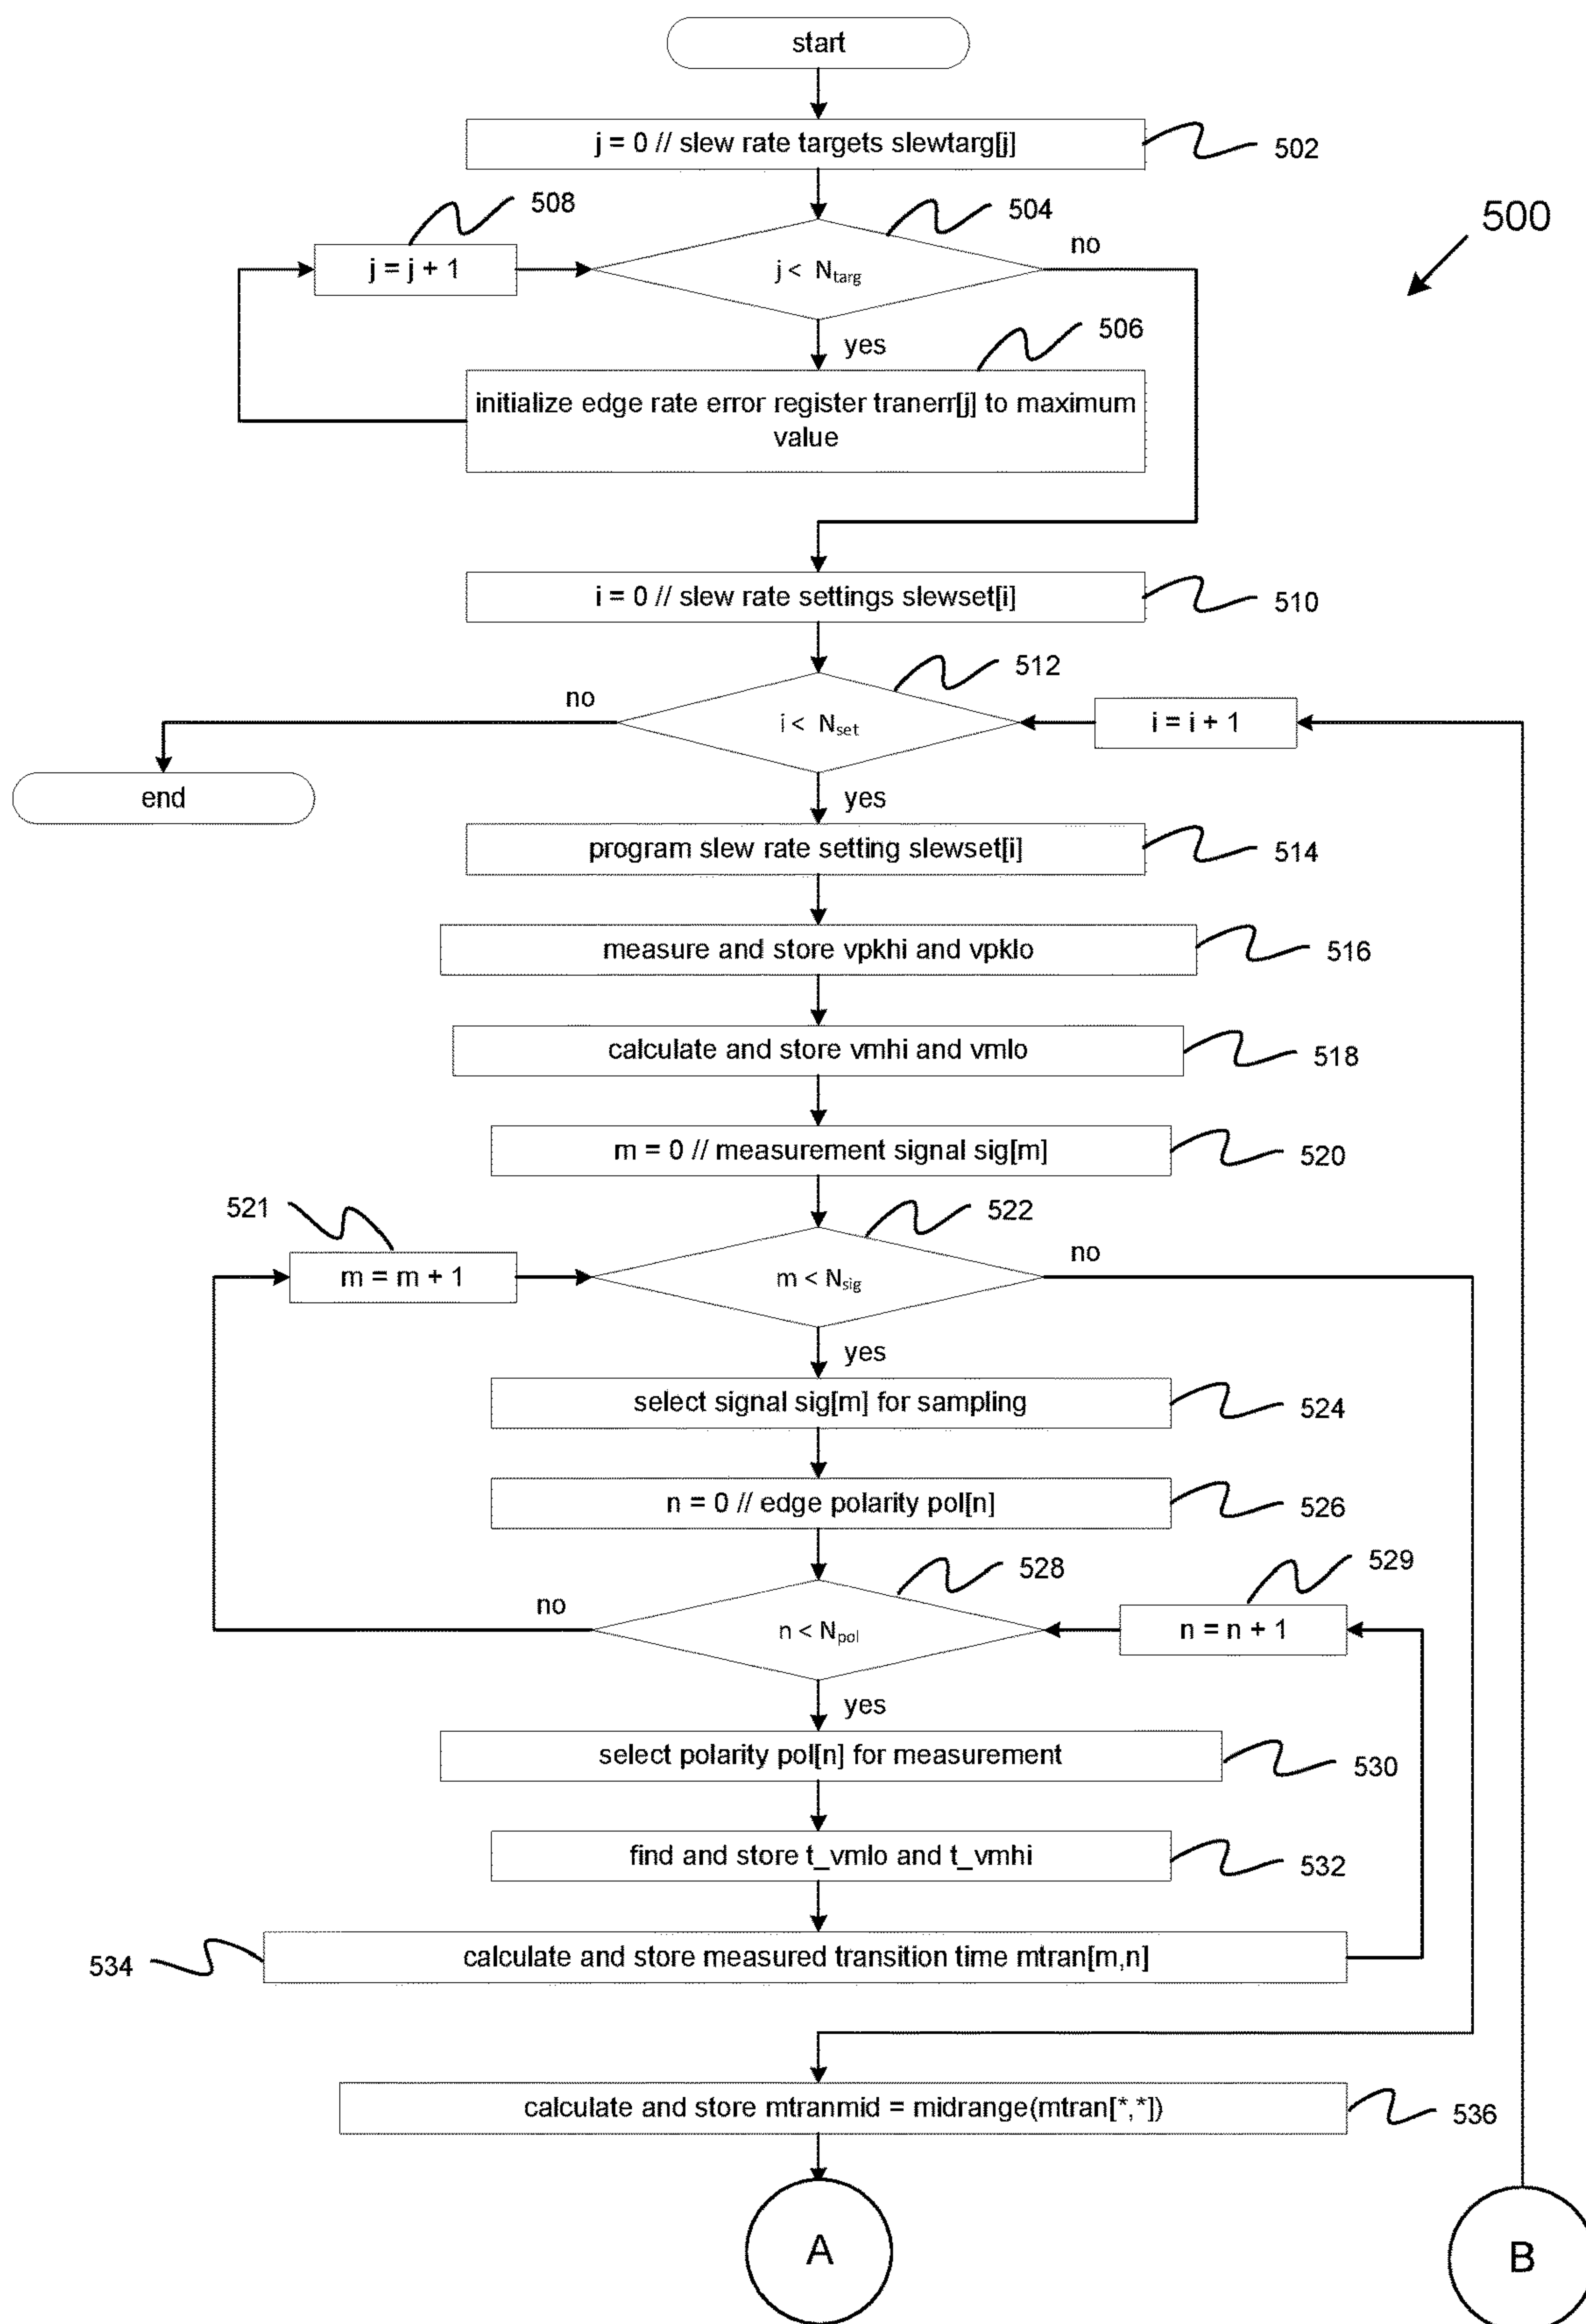 start
j = 0 // slew rate targets slewtarg[j]
502
508
504
500
j = j + 1
j < Ntarg
no
yes
506
initialize edge rate error register tranerr[j] to maximum
value
i = 0 // slew rate settings slewset[i]
510
512
no
i < Nset
i = i + 1
end
yes
program slew rate setting slewset[i]
514
measure and store vpkhi and vpklo
516
calculate and store vmhi and vmlo
518
m = 0 // measurement signal sig[m]
520
521
522
m = m + 1
m < Nsig
no
yes
select signal sig[m] for sampling
524
n = 0 // edge polarity pol[n]
526
528
529
no
n < Npol
n = n + 1
yes
select polarity pol[n] for measurement
530
find and store t_vmlo and t_vmhi
532
534
calculate and store measured transition time mtran[m,n]
calculate and store mtranmid = midrange(mtran[*,*])
536
A
B